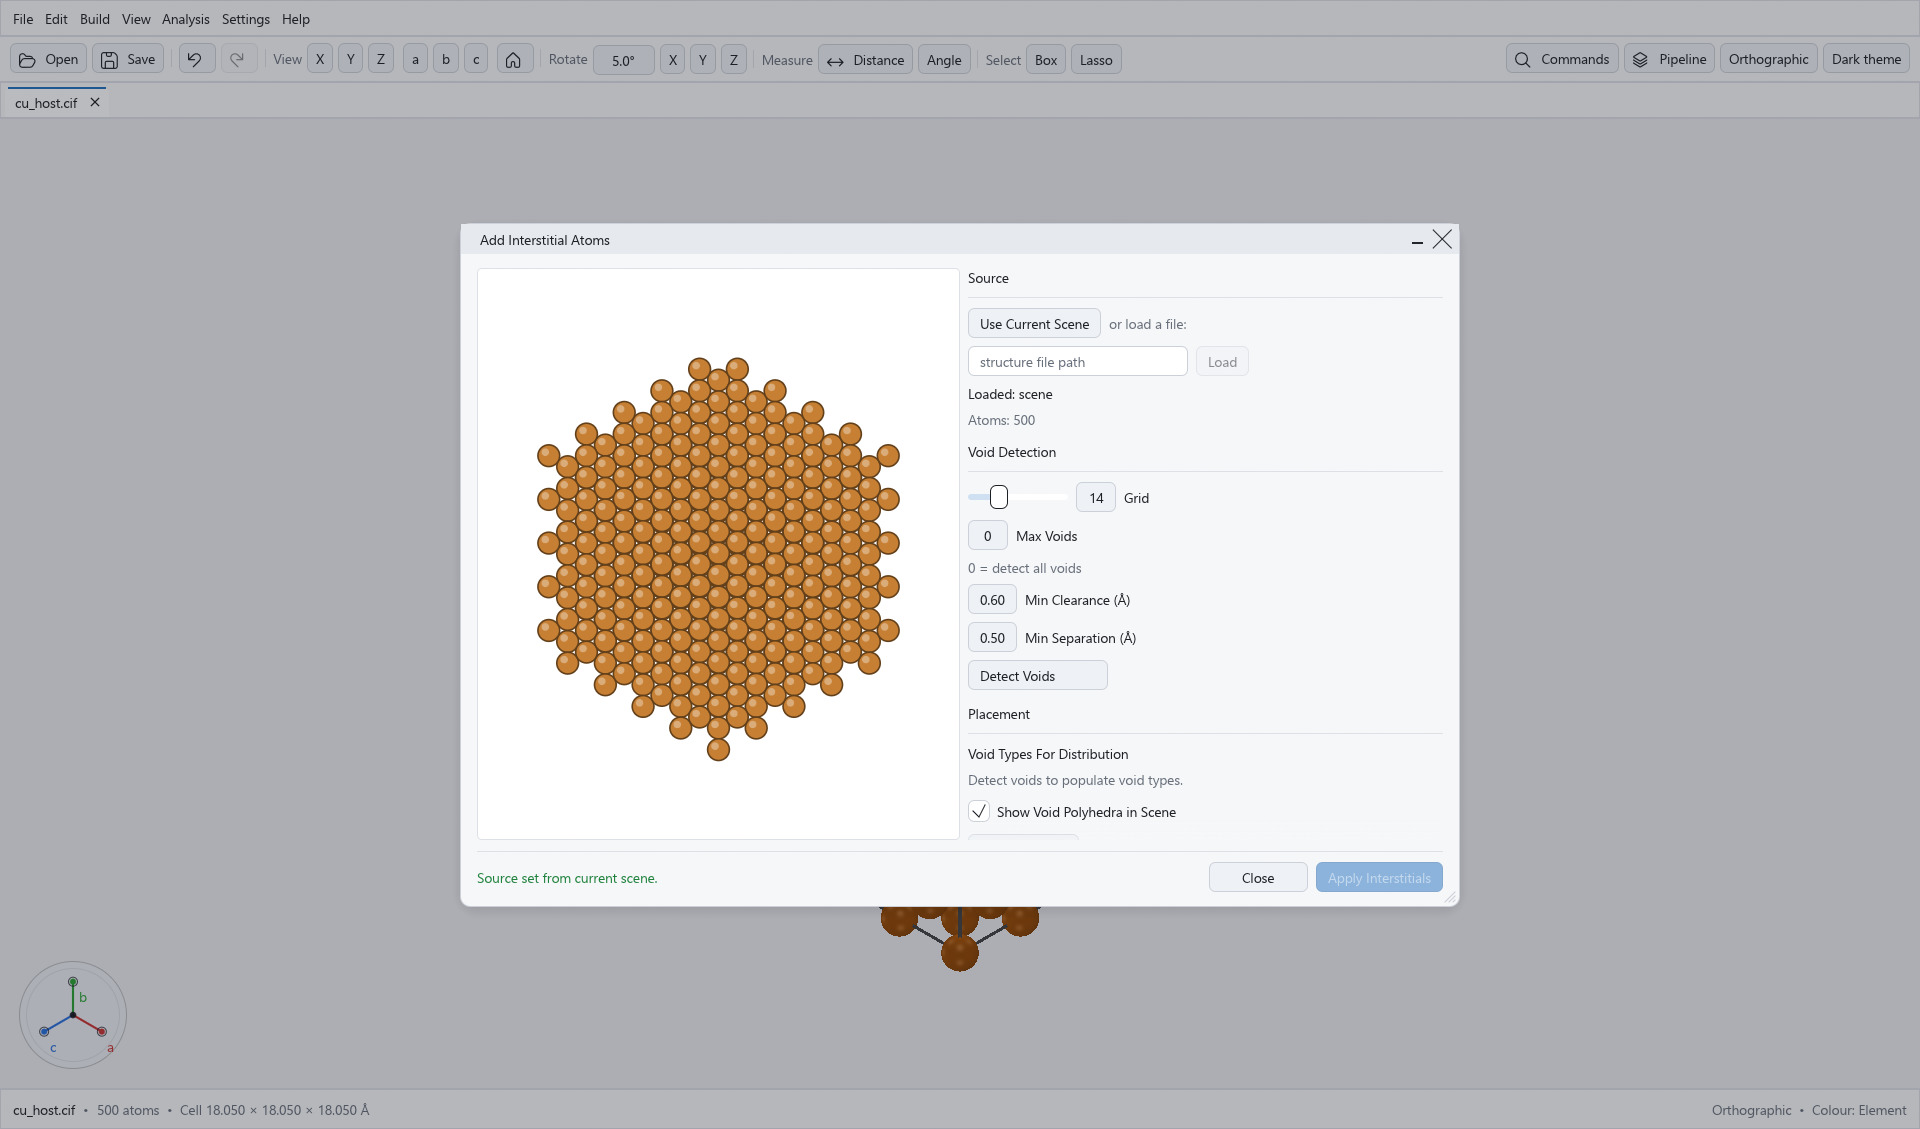 File Edit Build View Analysis Settings Help
Open Save View X Y Z a b c Rotate 5.0° X Y Z Measure Distance Angle Select Box Lasso Commands Pipeline Orthographic Dark theme
cu_host.cif
Add Interstitial Atoms
Source
Use Current Scene or load a file:
structure file path Load
Loaded: scene
Atoms: 500
Void Detection
14 Grid
0 Max Voids
0 = detect all voids
0.60 Min Clearance (Å)
0.50 Min Separation (Å)
Detect Voids
Placement
Void Types For Distribution
Detect voids to populate void types.
Show Void Polyhedra in Scene
Source set from current scene. Close Apply Interstitials
b
c a
cu_host.cif • 500 atoms • Cell 18.050 × 18.050 × 18.050 Å Orthographic • Colour: Element